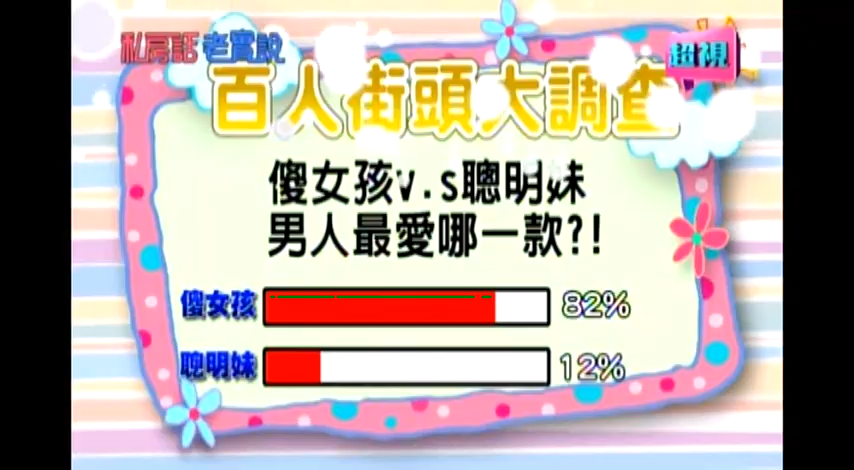 私房話 老實說
超視
百人街頭大調查
傻女孩v.s聰明妹
男人最愛哪一款?!
傻女孩 82%
聰明妹 12%